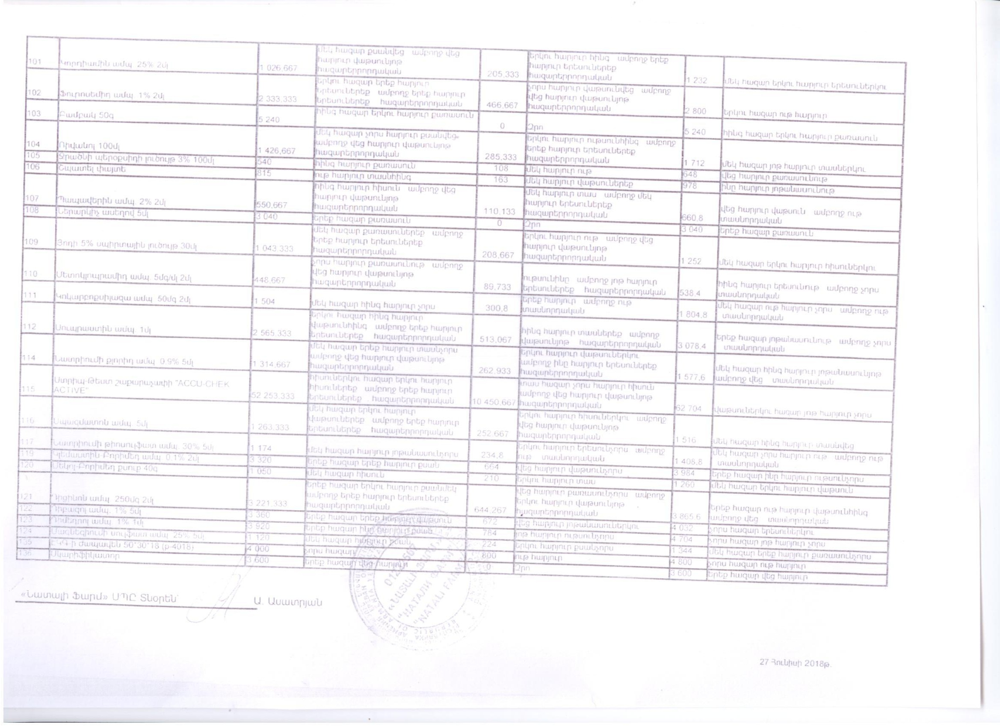 101 Կորդիամին ամպ. 25% 2մլ 1 026,667 մեկ հազար քսանվեց ամբողջ վեց հարյուր վաթսունյոթ հազարերրորդական 205,333 երկու հարյուր հինգ ամբողջ երեք հարյուր երեսուներեք հազարերրորդական 1 232 մեկ հազար երկու հարյուր երեսուներկու
102 Ֆուրոսեմիդ ամպ. 1% 2մլ 2 333,333 երկու հազար երեք հարյուր երեսուներեք ամբողջ երեք հարյուր երեսուներեք հազարերրորդական 466,667 չորս հարյուր վաթսունվեց ամբողջ վեց հարյուր վաթսունյոթ հազարերրորդական 2 800 երկու հազար ութ հարյուր
103 Բամբակ 50գ 5 240 հինգ հազար երկու հարյուր քառասուն 0 Զրո 5 240 հինգ հազար երկու հարյուր քառասուն
104 Ռիվանոլ 100մլ 1 426,667 մեկ հազար չորս հարյուր քսանվեց ամբողջ վեց հարյուր վաթսունյոթ հազարերրորդական 285,333 երկու հարյուր ութսունհինգ ամբողջ երեք հարյուր երեսուներեք հազարերրորդական 1 712 մեկ հազար յոթ հարյուր տասներկու
105 Ջրածնի պերօքսիդի լուծույթ 3% 100մլ 540 հինգ հարյուր քառասուն 108 մեկ հարյուր ութ 648 վեց հարյուր քառասունութ
106 Շպատել փայտե 815 ութ հարյուր տասնհինգ 163 մեկ հարյուր վաթսուներեք 978 ինը հարյուր յոթանասունութ
107 Պապավերին ամպ. 2% 2մլ 550,667 հինգ հարյուր հիսուն ամբողջ վեց հարյուր վաթսունյոթ հազարերրորդական 110,133 մեկ հարյուր տաս ամբողջ մեկ հարյուր երեսուներեք հազարերրորդական 660,8 վեց հարյուր վաթսուն ամբողջ ութ տասնորդական
108 Ներարկիչ ասեղով 5մլ 3 040 երեք հազար քառասուն 0 Զրո 3 040 երեք հազար քառասուն
109 Յոդի 5% սպիրտային լուծույթ 30մլ 1 043,333 մեկ հազար քառասուներեք ամբողջ երեք հարյուր երեսուներեք հազարերրորդական 208,667 երկու հարյուր ութ ամբողջ վեց հարյուր վաթսունյոթ հազարերրորդական 1 252 մեկ հազար երկու հարյուր հիսուներկու
110 Մետոկլոպրամիդ ամպ. 5մգ/մլ 2մլ 448,667 չորս հարյուր քառասունութ ամբողջ վեց հարյուր վաթսունյոթ հազարերրորդական 89,733 ութսունինը ամբողջ յոթ հարյուր երեսուներեք հազարերրորդական 538,4 հինգ հարյուր երեսունութ ամբողջ չորս տասնորդական
111 Կոկարբոքսիլազա ամպ. 50մգ 2մլ 1 504 մեկ հազար հինգ հարյուր չորս 300,8 երեք հարյուր ամբողջ ութ տասնորդական 1 804,8 մեկ հազար ութ հարյուր չորս ամբողջ ութ տասնորդական
112 Սուպրաստին ամպ. 1մլ 2 565,333 երկու հազար հինգ հարյուր վաթսունհինգ ամբողջ երեք հարյուր երեսուներեք հազարերրորդական 513,067 հինգ հարյուր տասներեք ամբողջ վաթսունյոթ հազարերրորդական 3 078,4 երեք հազար յոթանասունութ ամբողջ չորս տասնորդական
114 Նատրիումի քլորիդ ամպ. 0.9% 5մլ 1 314,667 մեկ հազար երեք հարյուր տասնչորս ամբողջ վեց հարյուր վաթսունյոթ հազարերրորդական 262,933 երկու հարյուր վաթսուներկու ամբողջ ինը հարյուր երեսուներեք հազարերրորդական 1 577,6 մեկ հազար հինգ հարյուր յոթանասունյոթ ամբողջ վեց տասնորդական
115 Ստրիպ-Թեստ շաքարաչափի "ACCU-CHEK ACTIVE" 52 253,333 հիսուներկու հազար երկու հարյուր հիսուներեք ամբողջ երեք հարյուր երեսուներեք հազարերրորդական 10 450,667 տաս հազար չորս հարյուր հիսուն ամբողջ վեց հարյուր վաթսունյոթ հազարերրորդական 62 704 վաթսուներկու հազար յոթ հարյուր չորս
116 Սպազմատոն ամպ. 5մլ 1 263,333 մեկ հազար երկու հարյուր վաթսուներեք ամբողջ երեք հարյուր երեսուներեք հազարերրորդական 252,667 երկու հարյուր հիսուներկու ամբողջ վեց հարյուր վաթսունյոթ հազարերրորդական 1 516 մեկ հազար հինգ հարյուր տասնվեց
117 Նատրիումի թիոսուլֆատ ամպ. 30% 5մլ 1 174 մեկ հազար հարյուր յոթանասունչորս 234,8 երկու հարյուր երեսունչորս ամբողջ ութ տասնորդական 1 408,8 մեկ հազար չորս հարյուր ութ ամբողջ ութ տասնորդական
119 Կլեմաստին-Բորիմեդ ամպ. 0.1% 2մլ 3 320 երեք հազար երեք հարյուր քսան 664 վեց հարյուր վաթսունչորս 3 984 երեք հազար ինը հարյուր ութսունչորս
120 Մեկոլ-Բորիմեդ քսուք 40գ 1 050 մեկ հազար հիսուն 210 երկու հարյուր տաս 1 260 մեկ հազար երկու հարյուր վաթսուն
121 Դիցինոն ամպ. 250մգ 2մլ 3 221,333 երեք հազար երկու հարյուր քսանմեկ ամբողջ երեք հարյուր երեսուներեք հազարերրորդական 644,267 վեց հարյուր քառասունչորս ամբողջ երկու հարյուր վաթսունյոթ հազարերրորդական 3 865,6 երեք հազար ութ հարյուր վաթսունհինգ ամբողջ վեց տասնորդական
122 Դիբազոլ ամպ. 1% 5մլ 3 360 երեք հազար երեք հարյուր վաթսուն 672 վեց հարյուր յոթանասուներկու 4 032 չորս հազար երեսուներկու
123 Դիմեդրոլ ամպ. 1% 1մլ 3 920 երեք հազար ինը հարյուր քսան 784 յոթ հարյուր ութսունչորս 4 704 չորս հազար յոթ հարյուր չորս
124 Մագնեզիումի սուլֆատ ամպ. 25% 5մլ 1 120 մեկ հազար հարյուր քսան 224 երկու հարյուր քսանչորս 1 344 մեկ հազար երեք հարյուր քառասունչորս
135 ԷԿԳ-ի ժապավեն 50*30*18 (р-4018) 4 000 չորս հազար 800 ութ հարյուր 4 800 չորս հազար ութ հարյուր
136 Սկարիֆիկատոր 3 600 երեք հազար վեց հարյուր 0 Զրո 3 600 երեք հազար վեց հարյուր
«Նատալի Ֆարմ» ՍՊԸ Տնօրեն՝ Ա. Ասատրյան
«ՆԱՏԱԼԻ ՖԱՐՄ»
"НАТАЛИ ФАРМ"
"NATALI FARM"
27 Հունիսի 2018թ.